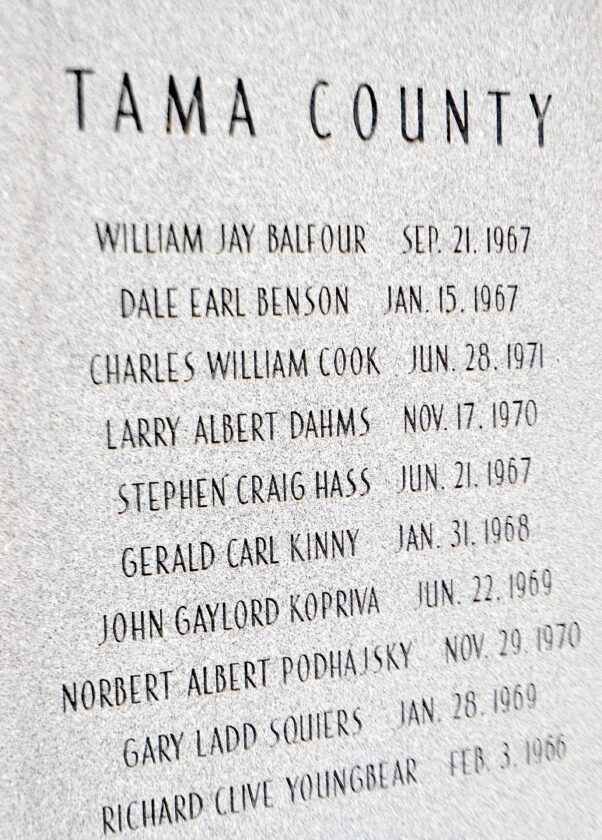 TAMA COUNTY
WILLIAM JAY BALFOUR SEP. 21. 1967
DALE EARL BENSON JAN. 15. 1967
CHARLES WILLIAM COOK JUN. 28. 1971
LARRY ALBERT DAHMS NOV. 17. 1970
STEPHEN CRAIG HASS JUN. 21. 1967
GERALD CARL KINNY JAN. 31. 1968
JOHN GAYLORD KOPRIVA JUN. 22. 1969
NORBERT ALBERT PODHAJSKY NOV. 29. 1970
GARY LADD SQUIERS JAN. 28. 1969
RICHARD CLIVE YOUNGBEAR FEB. 3. 1966